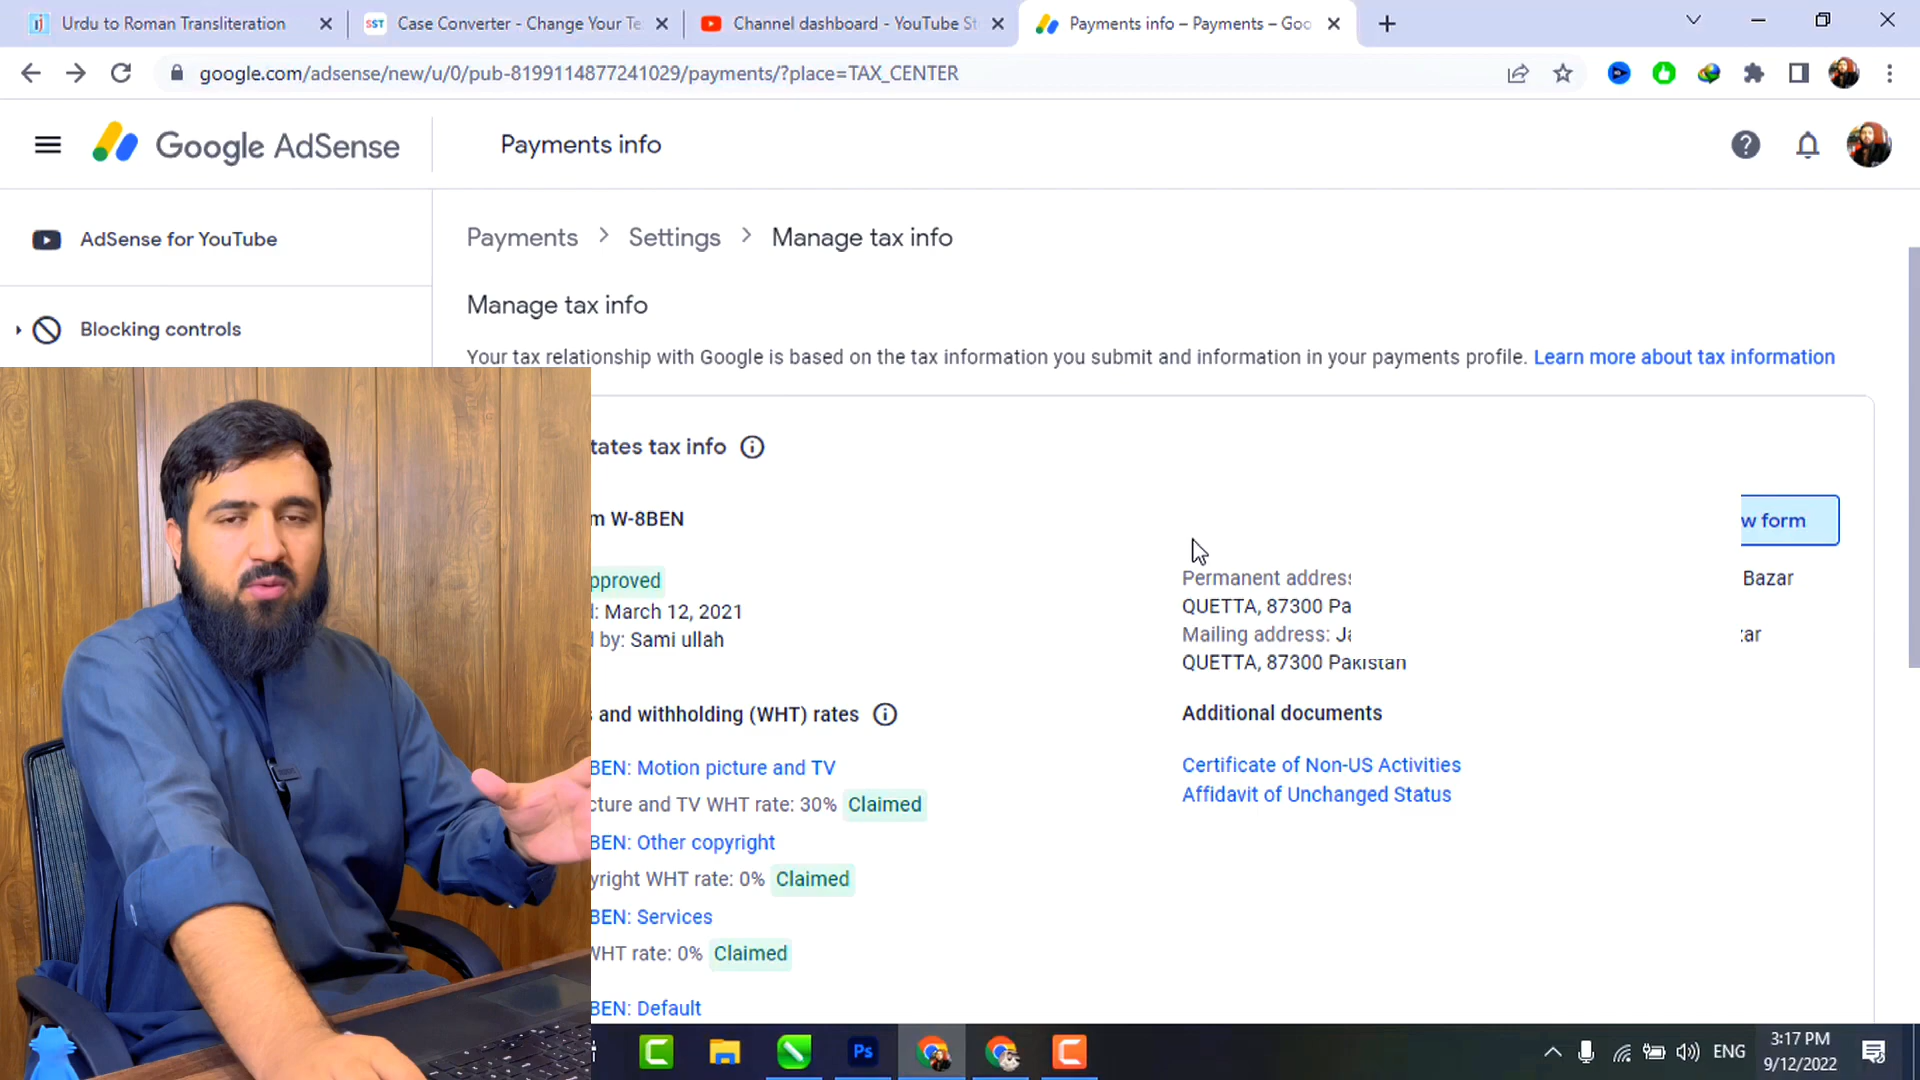 Urdu to Roman Transliteration
Case Converter - Change Your Te
Channel dashboard - YouTube St
Payments info – Payments – Goo
google.com/adsense/new/u/0/pub-8199114877241029/payments/?place=TAX_CENTER
Google AdSense
Payments info
AdSense for YouTube
Blocking controls
Payments > Settings > Manage tax info
Manage tax info
Your tax relationship with Google is based on the tax information you submit and information in your payments profile. Learn more about tax information
tates tax info
m W-8BEN
w form
pproved
d: March 12, 2021
d by: Sami ullah
Permanent address
Bazar
QUETTA, 87300 Pa
Mailing address: Ja
zar
QUETTA, 87300 Pakistan
s and withholding (WHT) rates
BEN: Motion picture and TV
cture and TV WHT rate: 30% Claimed
BEN: Other copyright
yright WHT rate: 0% Claimed
BEN: Services
WHT rate: 0% Claimed
BEN: Default
Additional documents
Certificate of Non-US Activities
Affidavit of Unchanged Status
Ps
ENG
3:17 PM
9/12/2022